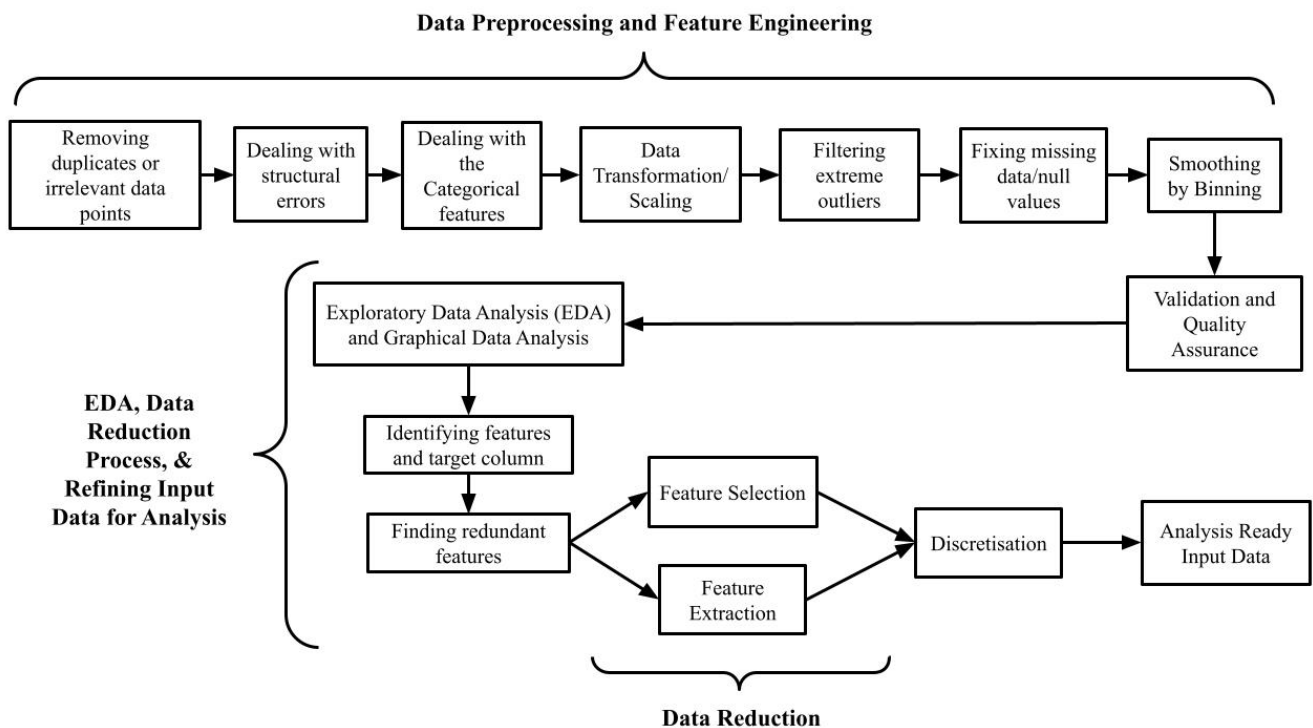 Data Preprocessing and Feature Engineering
Removing
duplicates or
irrelevant data
points
Dealing with
structural
errors
Dealing with
the
Categorical
features
Data
Transformation/
Scaling
Filtering
extreme
outliers
Fixing missing
data/null
values
Smoothing
by Binning
Validation and
Quality
Assurance
Exploratory Data Analysis (EDA)
and Graphical Data Analysis
EDA, Data
Reduction
Process, &
Refining Input
Data for Analysis
Identifying features
and target column
Finding redundant
features
Feature Selection
Feature
Extraction
Discretisation
Analysis Ready
Input Data
Data Reduction